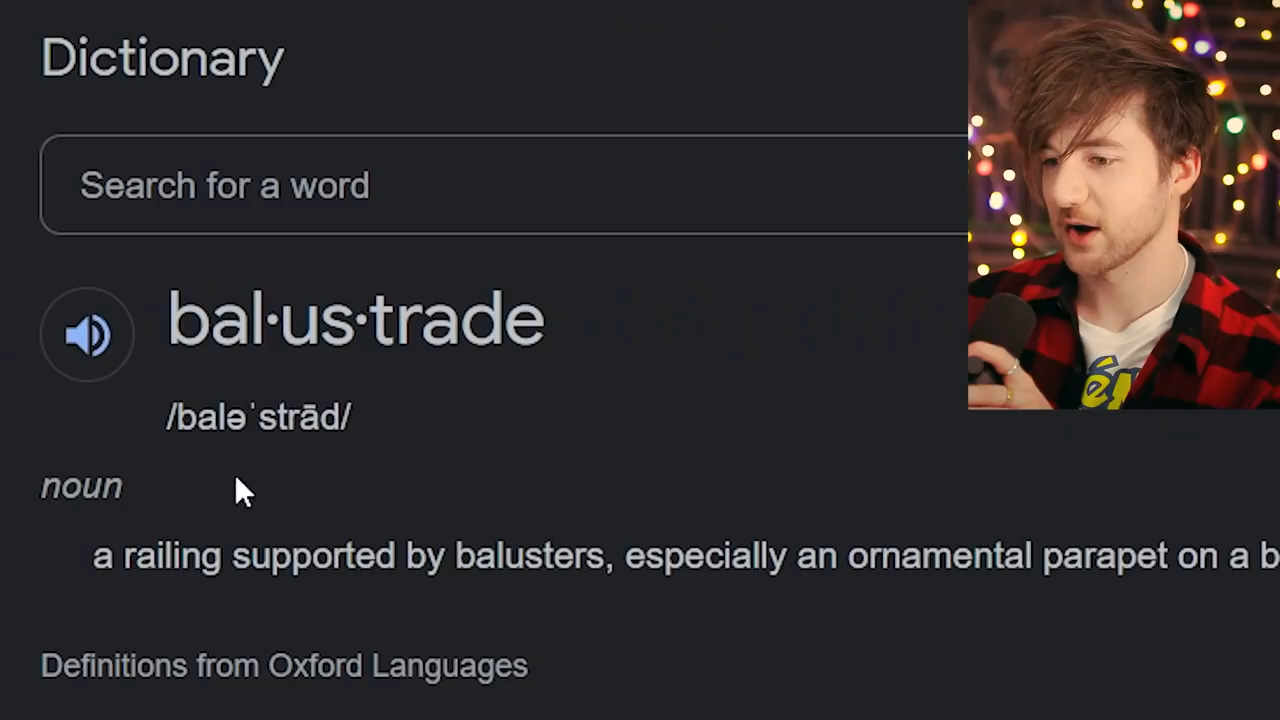 Dictionary
Search for a word
bal·us·trade
/baləˈstrād/
noun
a railing supported by balusters, especially an ornamental parapet on a b
Definitions from Oxford Languages